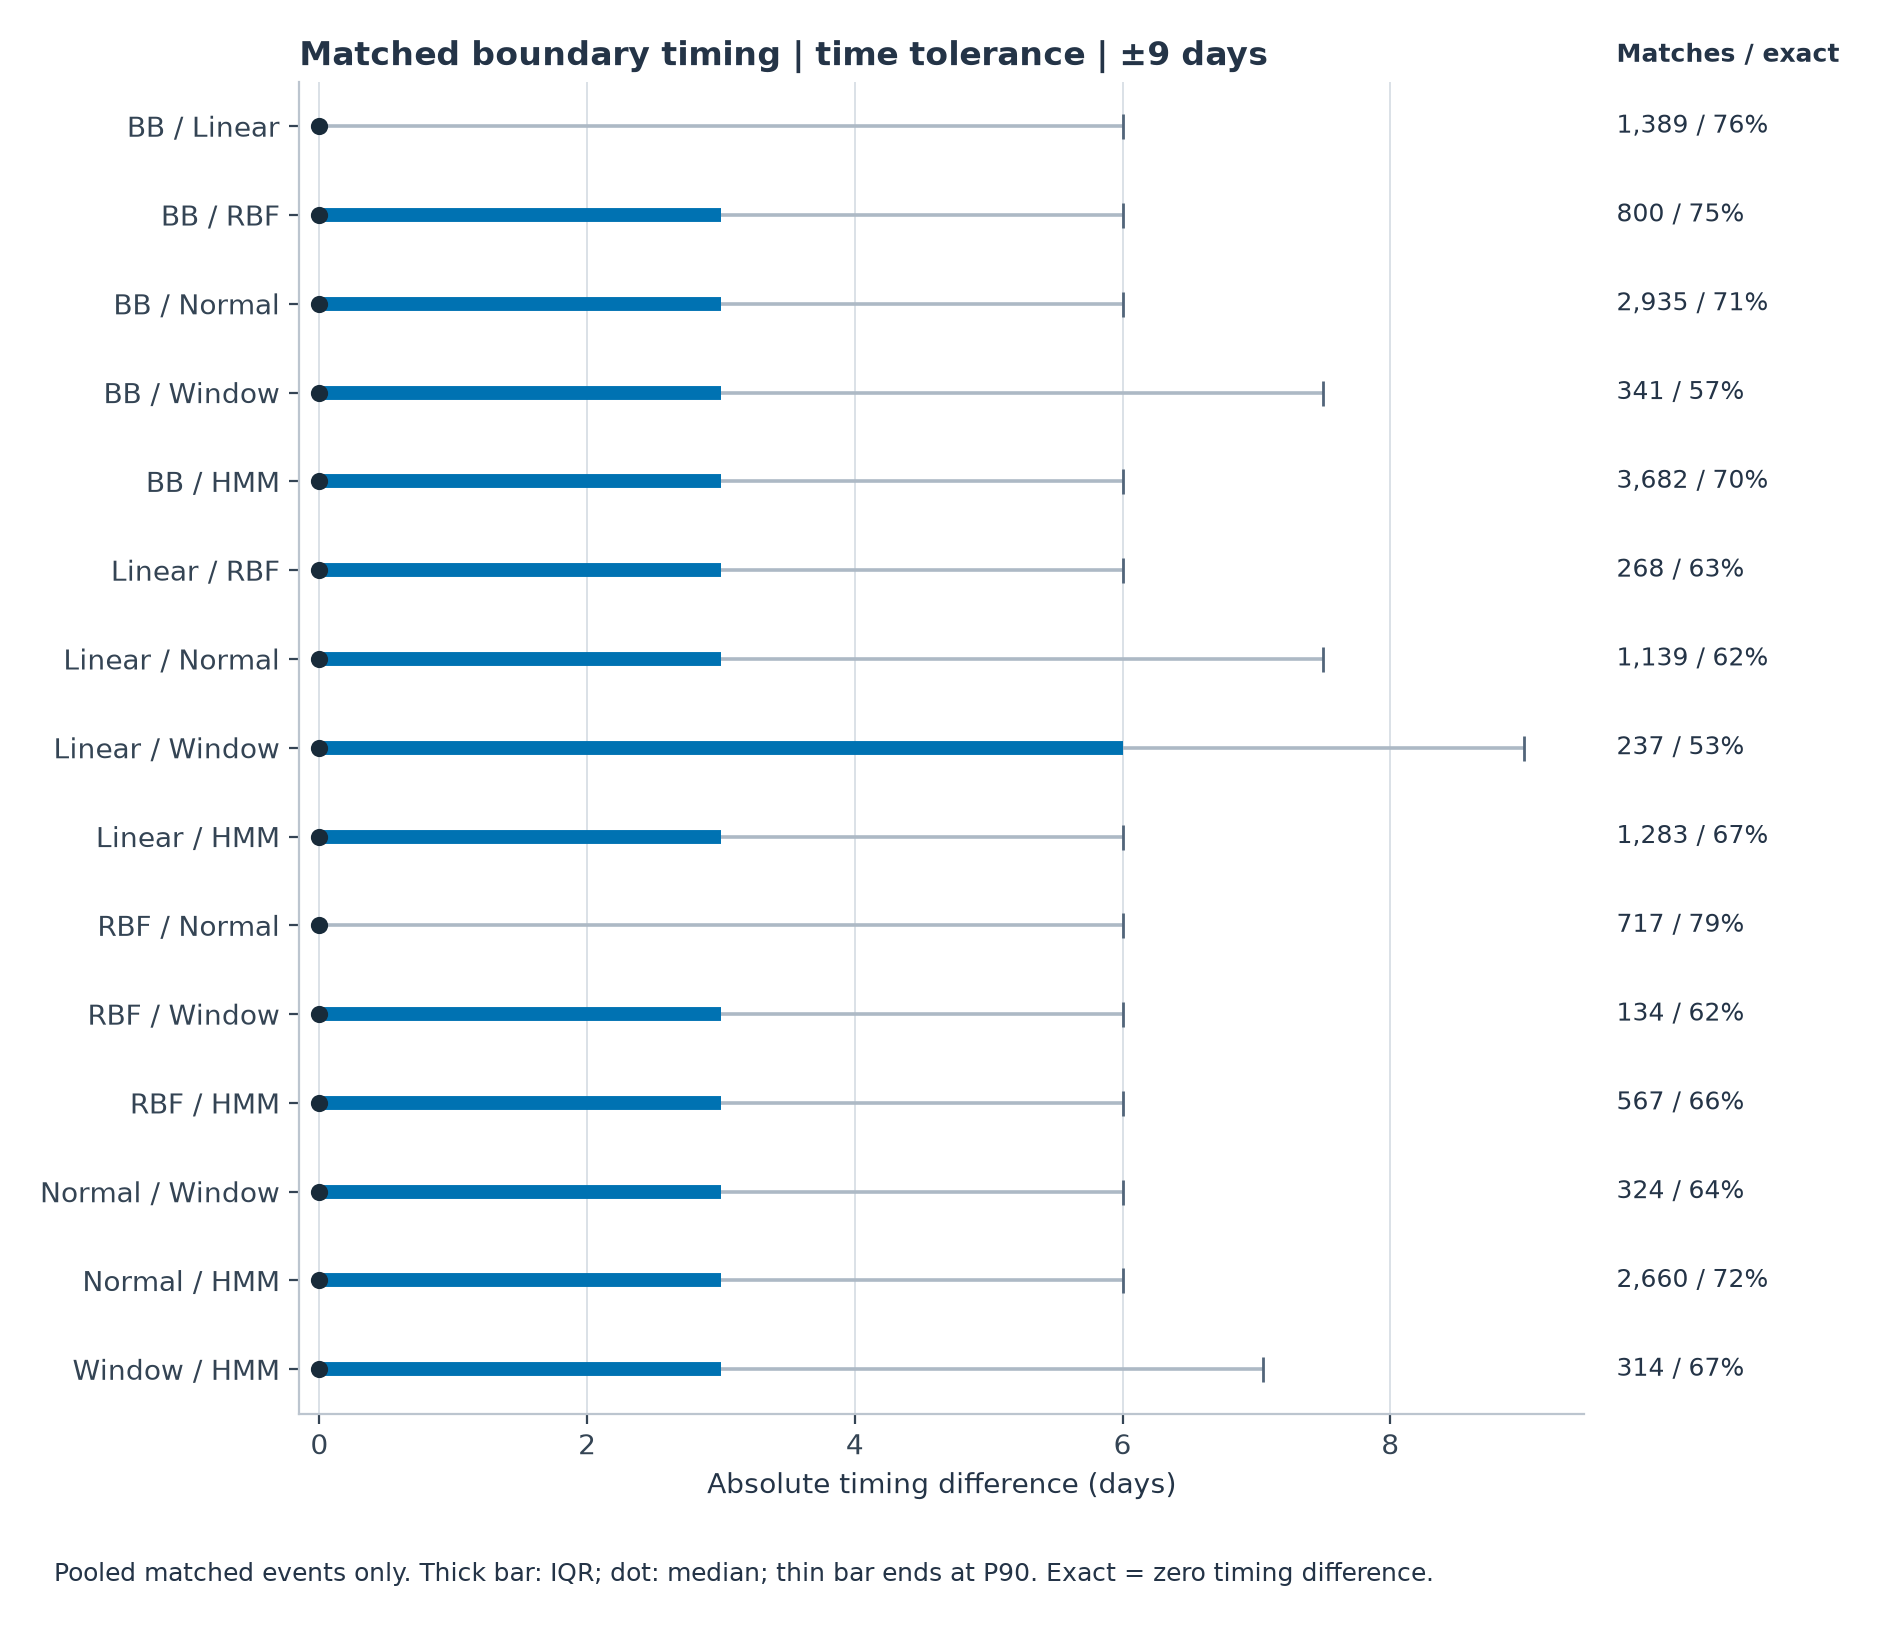 Matched boundary timing | time tolerance | ±9 days
Matches / exact
BB / Linear
1,389 / 76%
BB / RBF
800 / 75%
BB / Normal
2,935 / 71%
BB / Window
341 / 57%
BB / HMM
3,682 / 70%
Linear / RBF
268 / 63%
Linear / Normal
1,139 / 62%
Linear / Window
237 / 53%
Linear / HMM
1,283 / 67%
RBF / Normal
717 / 79%
RBF / Window
134 / 62%
RBF / HMM
567 / 66%
Normal / Window
324 / 64%
Normal / HMM
2,660 / 72%
Window / HMM
314 / 67%
0 2 4 6 8
Absolute timing difference (days)
Pooled matched events only. Thick bar: IQR; dot: median; thin bar ends at P90. Exact = zero timing difference.